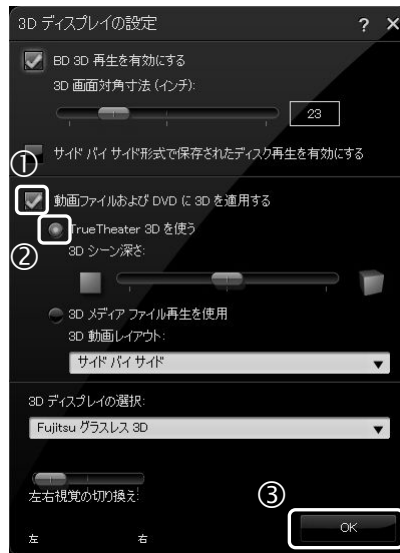 3D ディスプレイの設定 ? ×
BD 3D 再生を有効にする
3D 画面対角寸法 (インチ):
23
① サイド バイ サイド形式で保存されたディスク再生を有効にする
動画ファイルおよび DVD に 3D を適用する
② TrueTheater 3D を使う
3D シーン深さ:
3D メディア ファイル再生を使用
3D 動画レイアウト:
サイド バイ サイド
3D ディスプレイの選択:
Fujitsu グラスレス 3D
左右視覚の切り換え:
③
OK
左 右